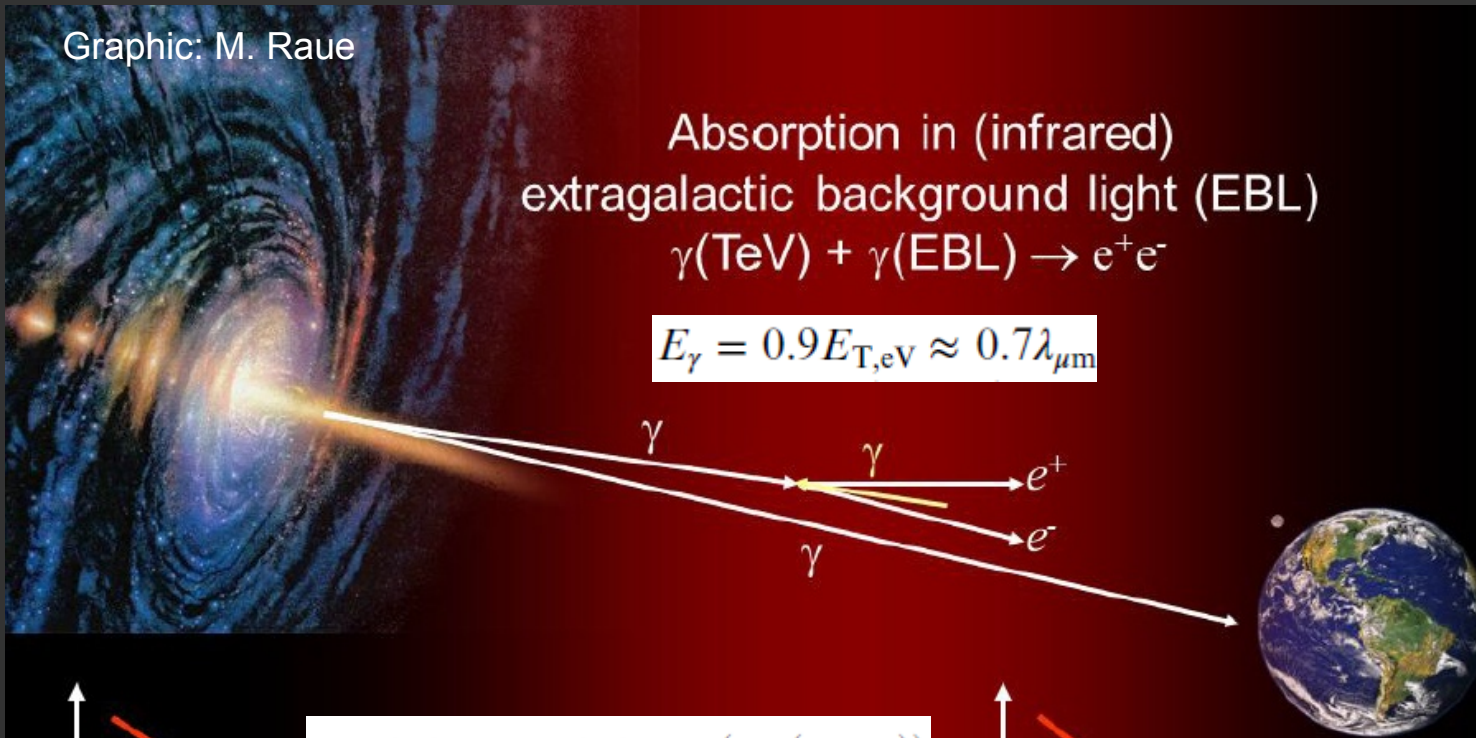 Graphic: M. Raue
Absorption in (infrared)
extragalactic background light (EBL)
γ(TeV) + γ(EBL) → e⁺e⁻
E_γ = 0.9E_T,eV ≈ 0.7λ_μm
γ
γ
e⁺
e⁻
γ